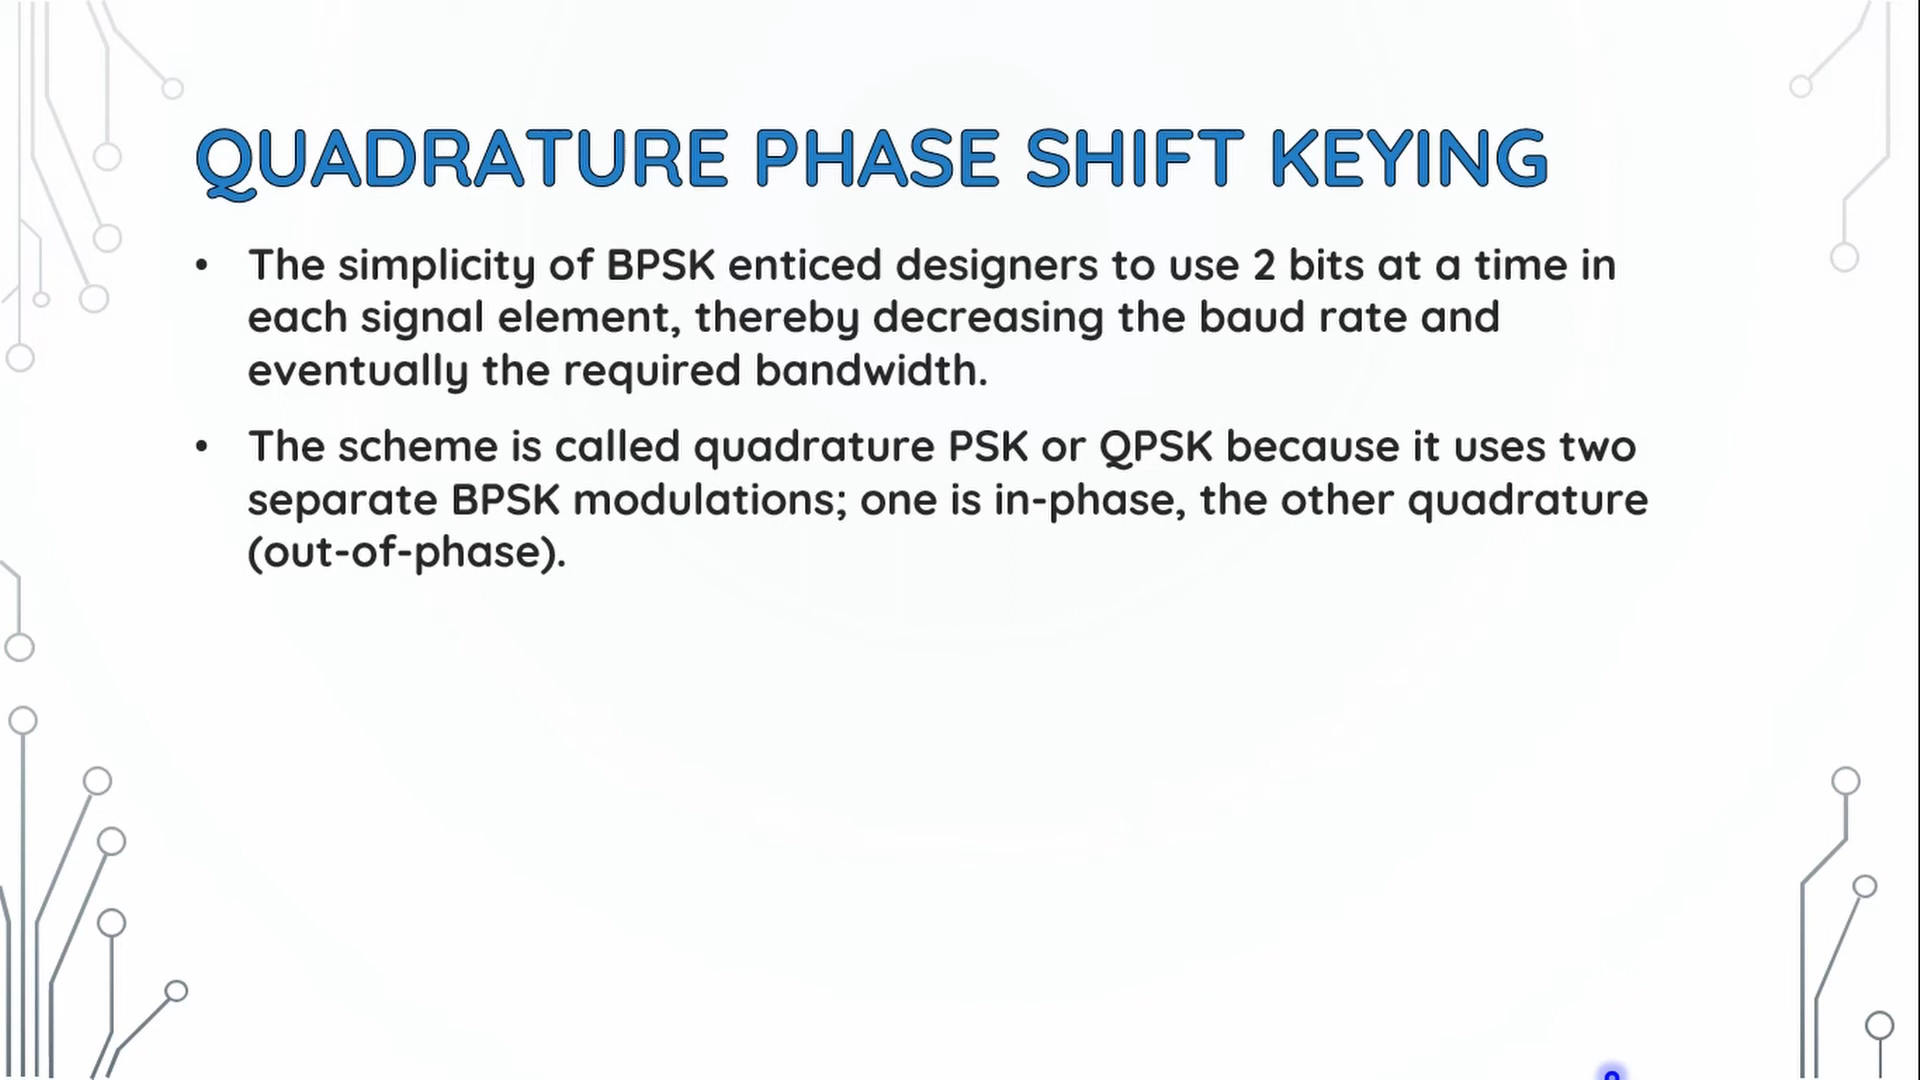 QUADRATURE PHASE SHIFT KEYING
• The simplicity of BPSK enticed designers to use 2 bits at a time in
each signal element, thereby decreasing the baud rate and
eventually the required bandwidth.
• The scheme is called quadrature PSK or QPSK because it uses two
separate BPSK modulations; one is in-phase, the other quadrature
(out-of-phase).